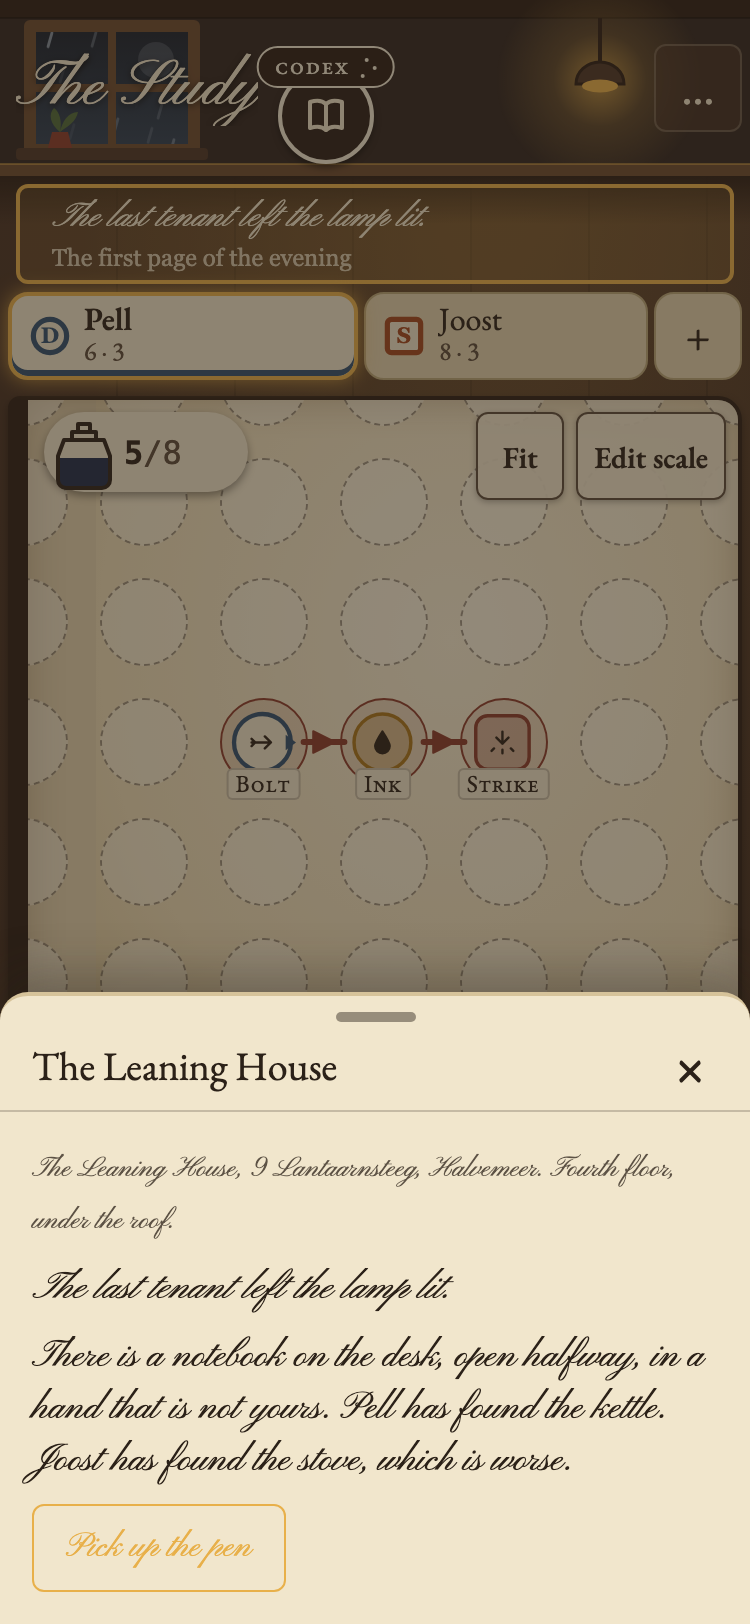 The Study
CODEX
...
The last tenant left the lamp lit.
The first page of the evening
D
Pell
6 · 3
S
Joost
8 · 3
+
5/8
Fit
Edit scale
Bolt
Ink
Strike
The Leaning House
The Leaning House, 9 Lantaarnsteeg, Halvemeer. Fourth floor,
under the roof.
The last tenant left the lamp lit.
There is a notebook on the desk, open halfway, in a
hand that is not yours. Pell has found the kettle.
Joost has found the stove, which is worse.
Pick up the pen